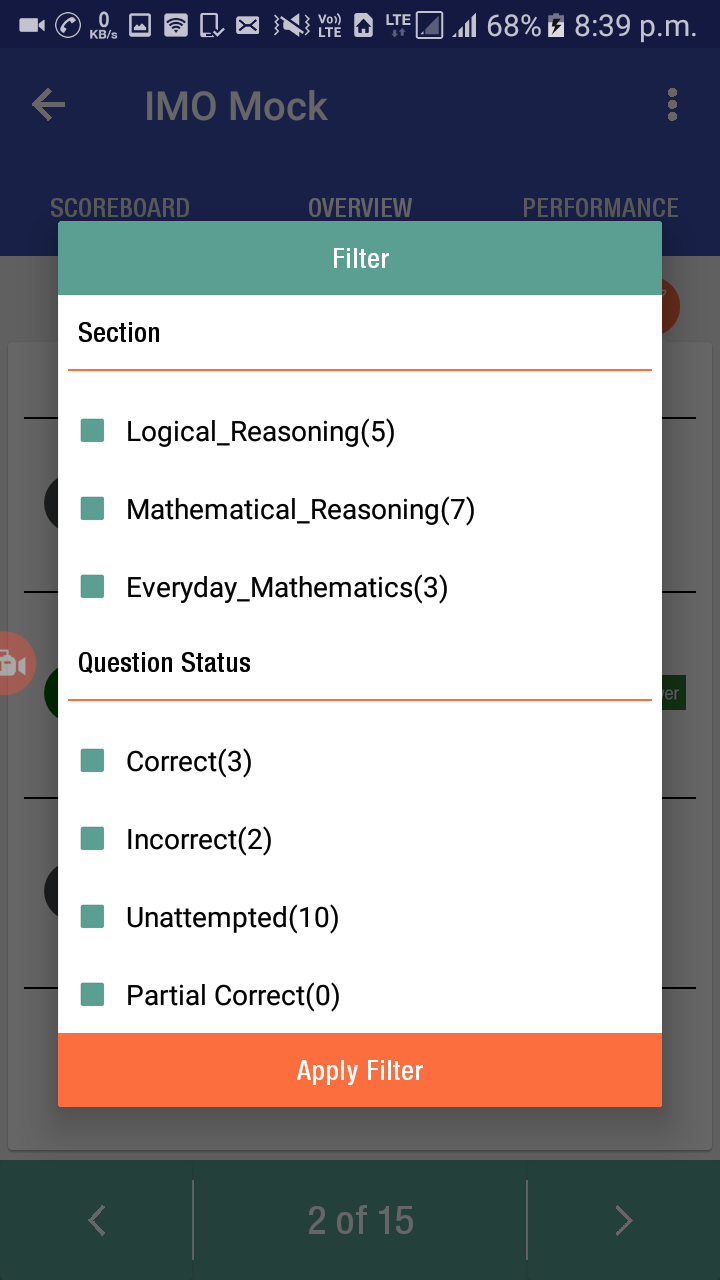 0 KB/s Vo)) LTE LTE 68% 8:39 p.m.
IMO Mock
SCOREBOARD OVERVIEW PERFORMANCE
Filter
Section
Logical_Reasoning(5)
Mathematical_Reasoning(7)
Everyday_Mathematics(3)
Question Status
Correct(3)
Incorrect(2)
Unattempted(10)
Partial Correct(0)
Apply Filter
2 of 15